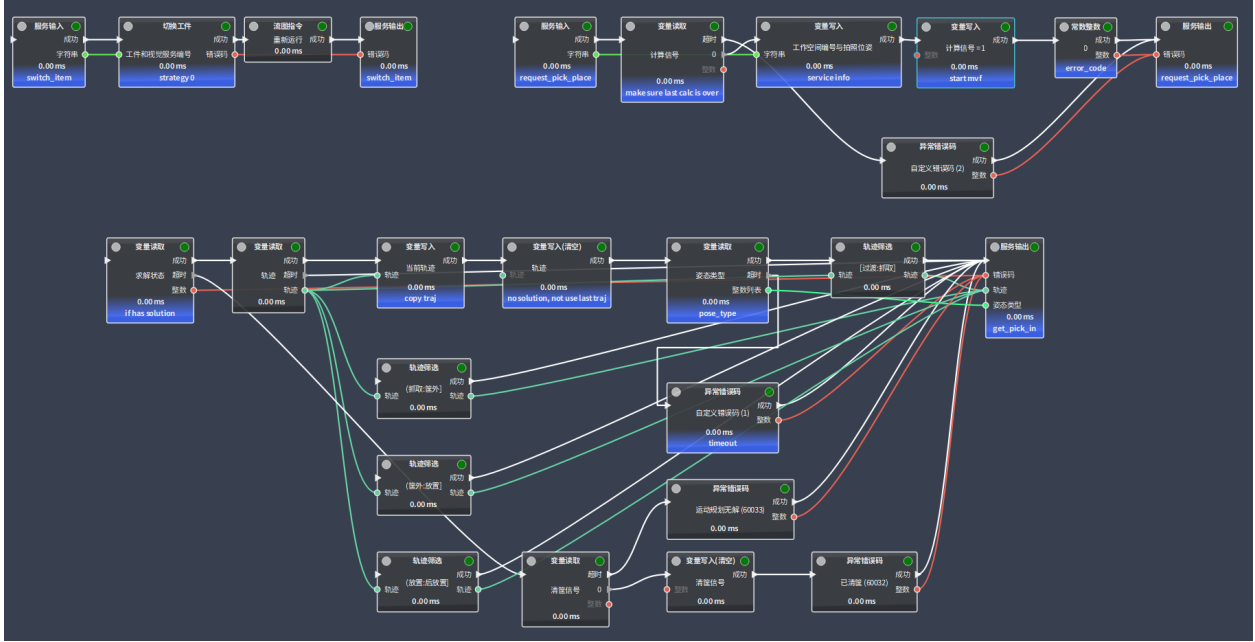 服务输入
成功
字符串
0.00 ms
switch_item
切换工件
成功
工件和视觉服务编号 错误码
0.00 ms
strategy 0
流图指令
重新运行 成功
0.00 ms
服务输出
成功
错误码
0.00 ms
switch_item
服务输入
成功
字符串
0.00 ms
request_pick_place
变量读取
超时
计算信号 0
整数
0.00 ms
make sure last calc is over
变量写入
成功
工作空间编号与拍照位姿
字符串
0.00 ms
service info
变量写入
成功
计算信号 =1
整数
0.00 ms
start mvf
常数整数
成功
0
整数
0.00 ms
error_code
服务输出
成功
错误码
0.00 ms
request_pick_place
异常错误码
成功
自定义错误码 (2)
整数
0.00 ms
变量读取
成功
求解状态 超时
整数
0.00 ms
if has solution
变量读取
成功
轨迹 超时
轨迹
0.00 ms
变量写入
成功
当前轨迹
轨迹
0.00 ms
copy traj
变量写入(清空)
成功
轨迹
轨迹
0.00 ms
no solution, not use last traj
变量读取
成功
姿态类型 超时
整数列表
0.00 ms
pose_type
轨迹筛选
成功
[过渡:抓取]
轨迹 轨迹
0.00 ms
服务输出
成功
错误码
轨迹
姿态类型
0.00 ms
get_pick_in
轨迹筛选
成功
(抓取:筐外]
轨迹 轨迹
0.00 ms
异常错误码
成功
自定义错误码 (1)
整数
0.00 ms
timeout
轨迹筛选
成功
(筐外:放置]
轨迹 轨迹
0.00 ms
异常错误码
成功
运动规划无解 (60033)
整数
0.00 ms
轨迹筛选
成功
(放置:后放置]
轨迹 轨迹
0.00 ms
变量读取
超时
清筐信号 0
整数
0.00 ms
变量写入(清空)
成功
清筐信号
整数
0.00 ms
异常错误码
成功
已清筐 (60032)
整数
0.00 ms